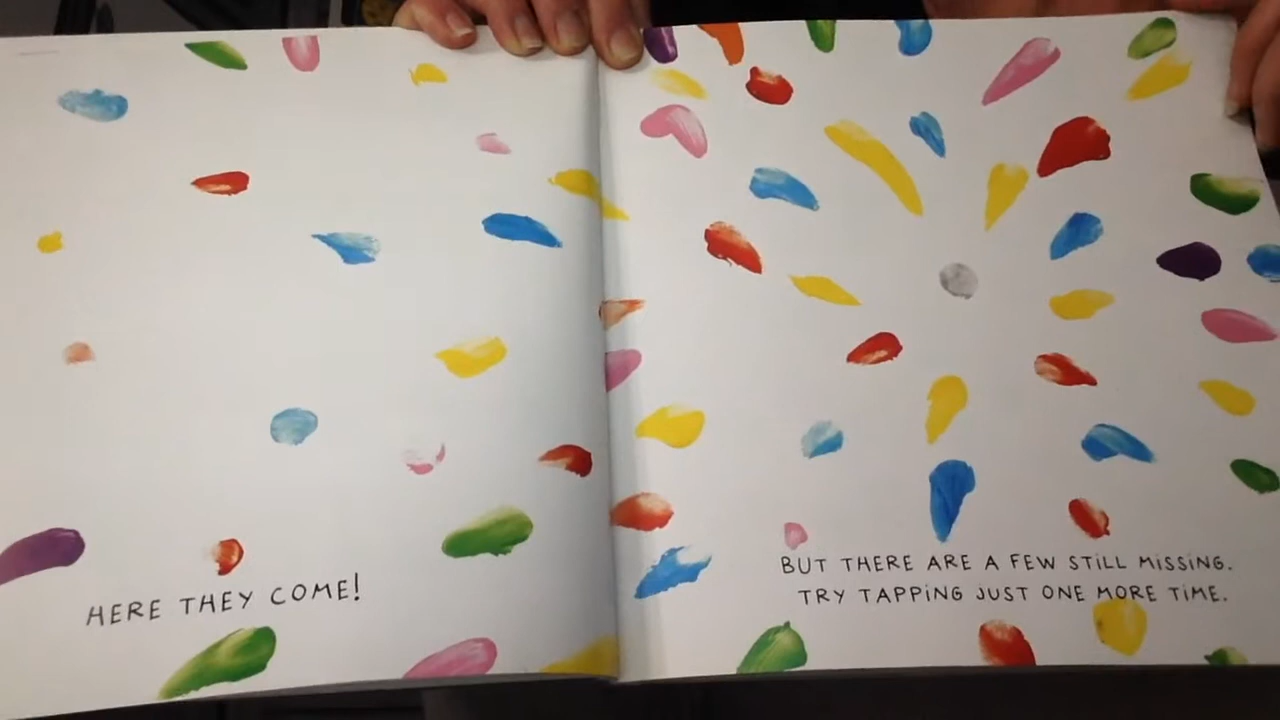 HERE THEY COME!
BUT THERE ARE A FEW STILL MISSING.
TRY TAPPING JUST ONE MORE TIME.